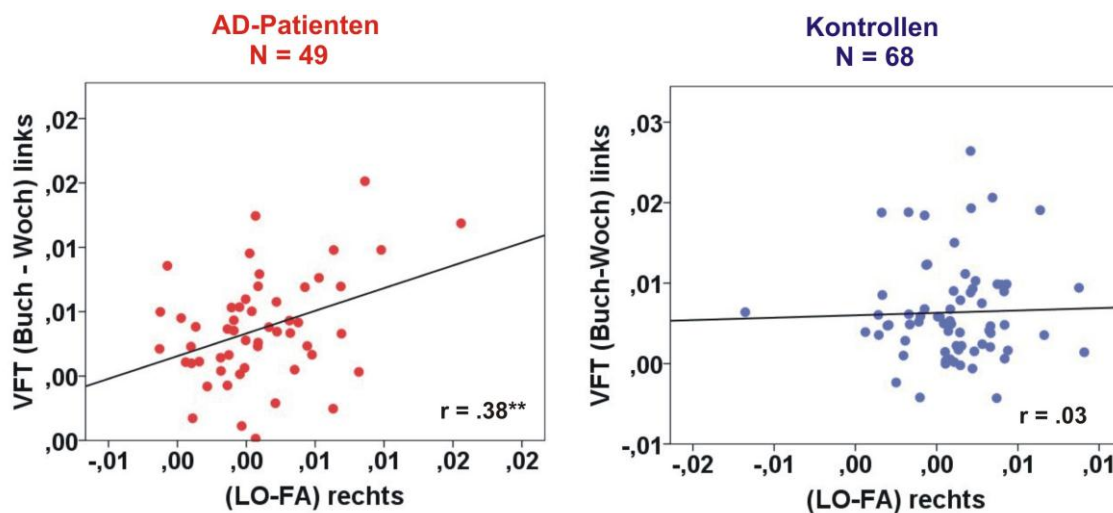 AD-Patienten
N = 49
VFT (Buch - Woch) links
,02
,02
,01
,01
,00
,00
-,01 ,00 ,00 ,01 ,01 ,02 ,02
(LO-FA) rechts
r = .38**
Kontrollen
N = 68
VFT (Buch-Woch) links
,03
,02
,01
,00
-,01
-,02 -,01 ,00 ,00 ,01 ,01
(LO-FA) rechts
r = .03